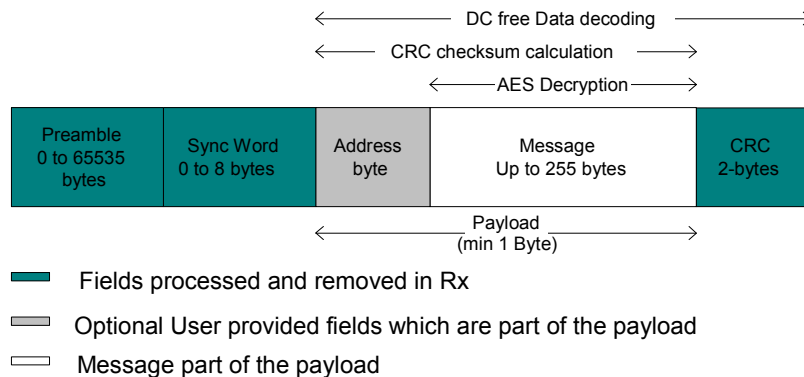 DC free Data decoding
CRC checksum calculation
AES Decryption
Preamble
0 to 65535
bytes
Sync Word
0 to 8 bytes
Address
byte
Message
Up to 255 bytes
CRC
2-bytes
Payload
(min 1 Byte)
Fields processed and removed in Rx
Optional User provided fields which are part of the payload
Message part of the payload